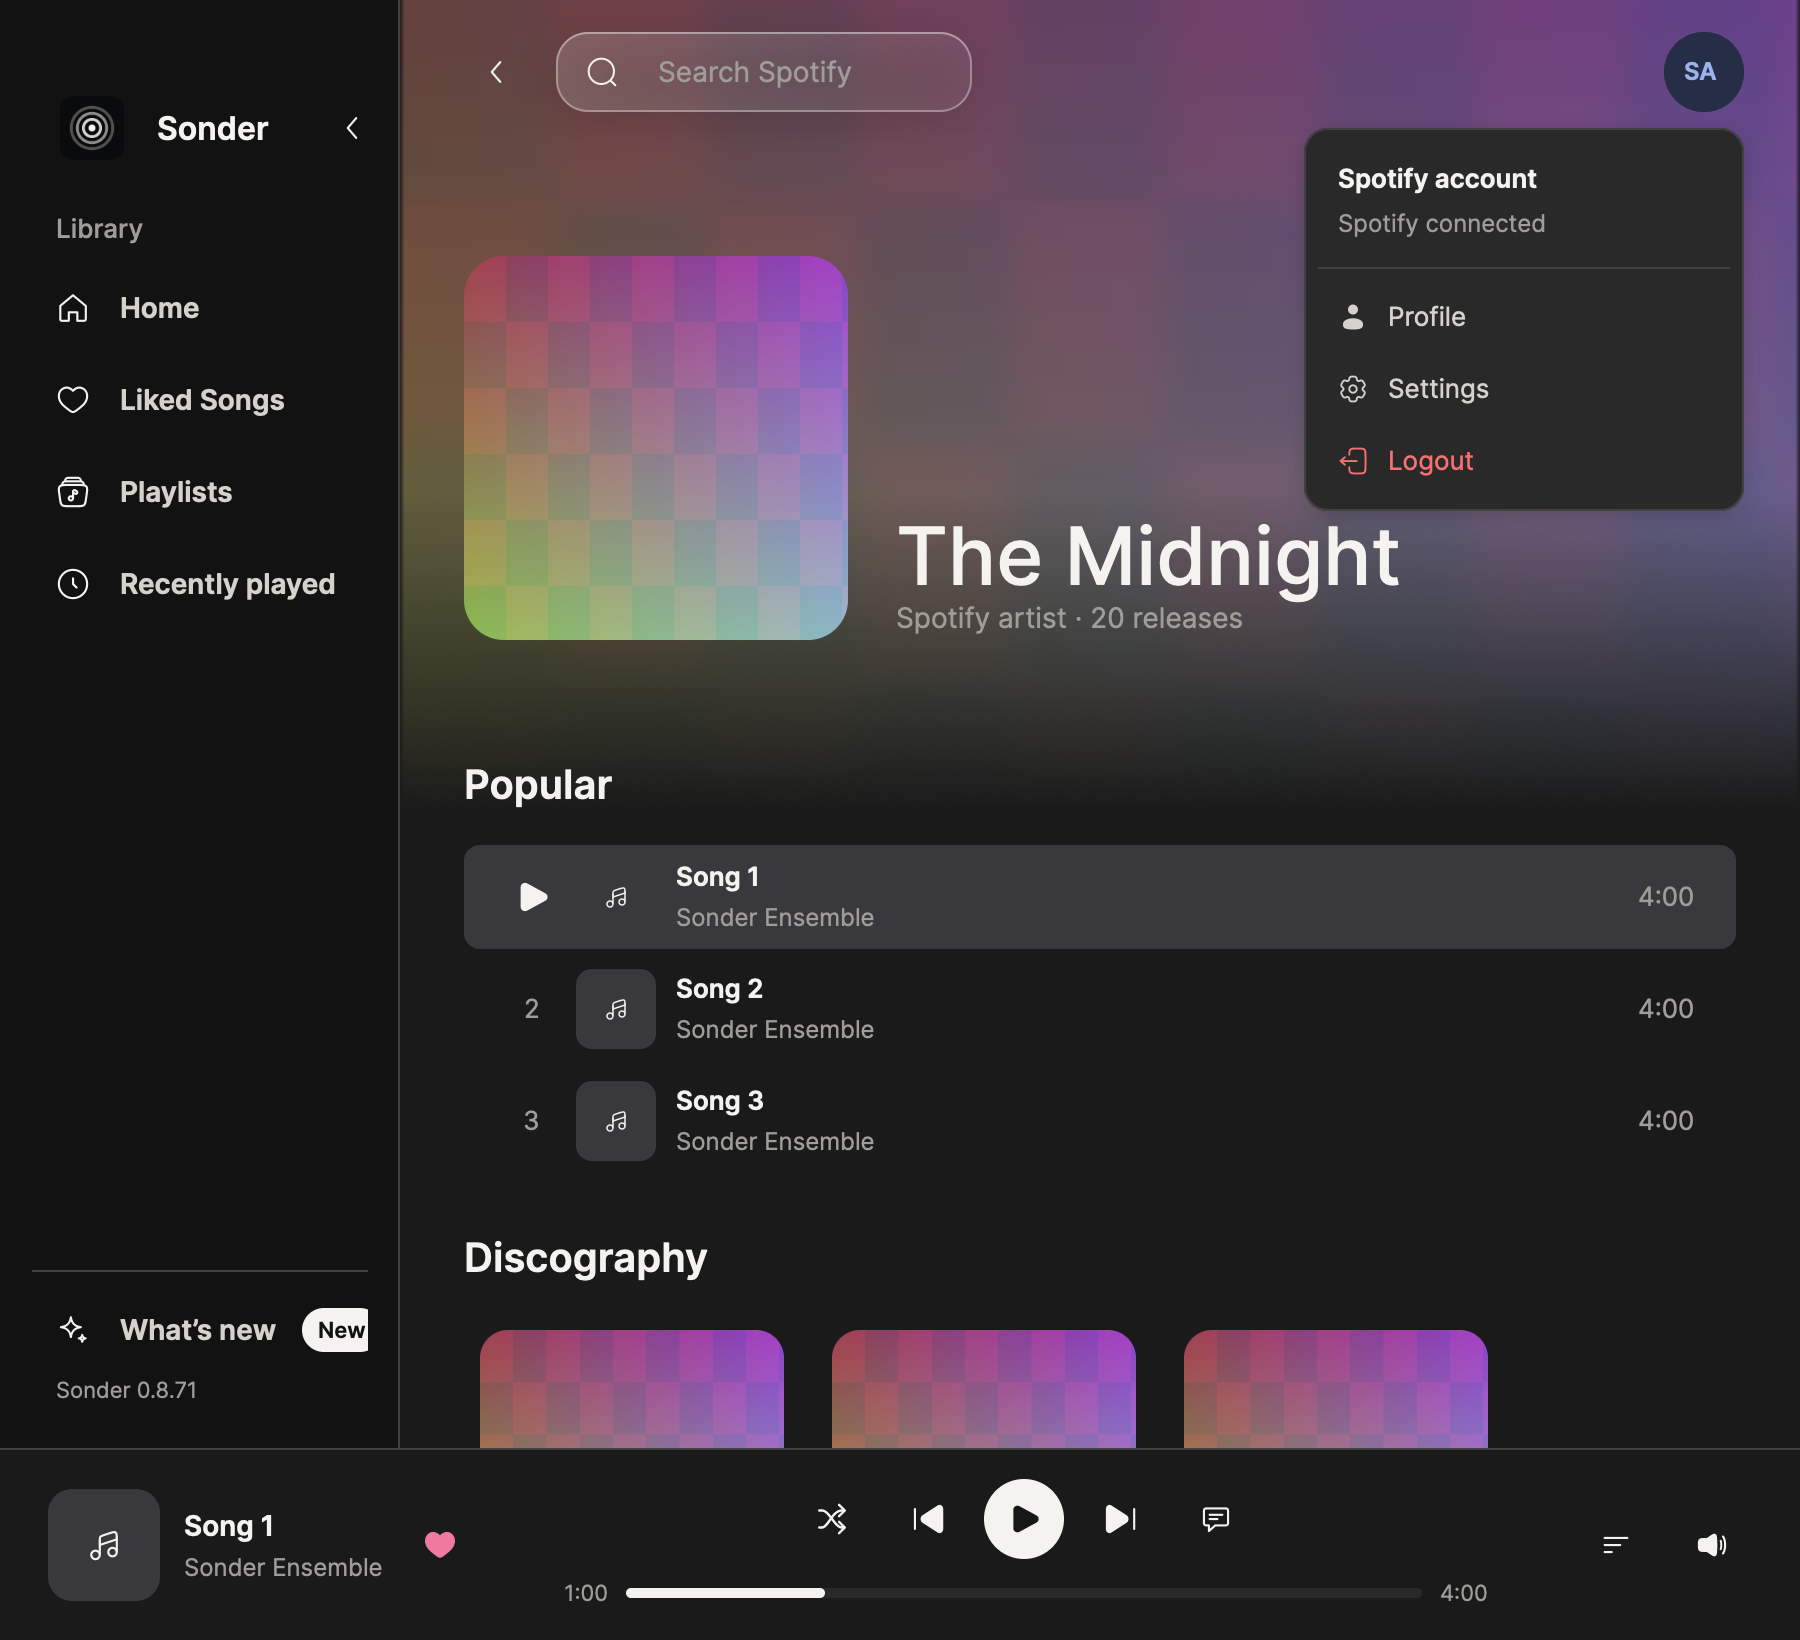 Sonder
Library
Home
Liked Songs
Playlists
Recently played
What’s new
New
Sonder 0.8.71
Search Spotify
SA
Spotify account
Spotify connected
Profile
Settings
Logout
The Midnight
Spotify artist · 20 releases
Popular
Song 1
Sonder Ensemble
4:00
2
Song 2
Sonder Ensemble
4:00
3
Song 3
Sonder Ensemble
4:00
Discography
Song 1
Sonder Ensemble
1:00
4:00